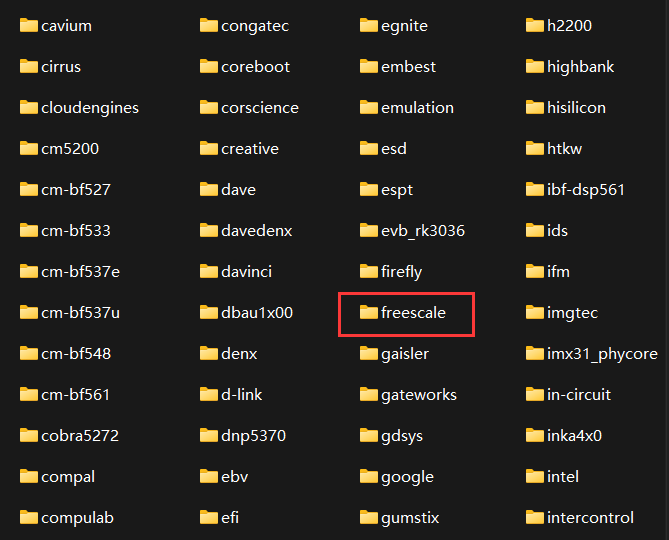 cavium
cirrus
cloudengines
cm5200
cm-bf527
cm-bf533
cm-bf537e
cm-bf537u
cm-bf548
cm-bf561
cobra5272
compal
compulab
congatec
coreboot
corscience
creative
dave
davedenx
davinci
dbau1x00
denx
d-link
dnp5370
ebv
efi
egnite
embest
emulation
esd
espt
evb_rk3036
firefly
freescale
gaisler
gateworks
gdsys
google
gumstix
h2200
highbank
hisilicon
htkw
ibf-dsp561
ids
ifm
imgtec
imx31_phycore
in-circuit
inka4x0
intel
intercontrol